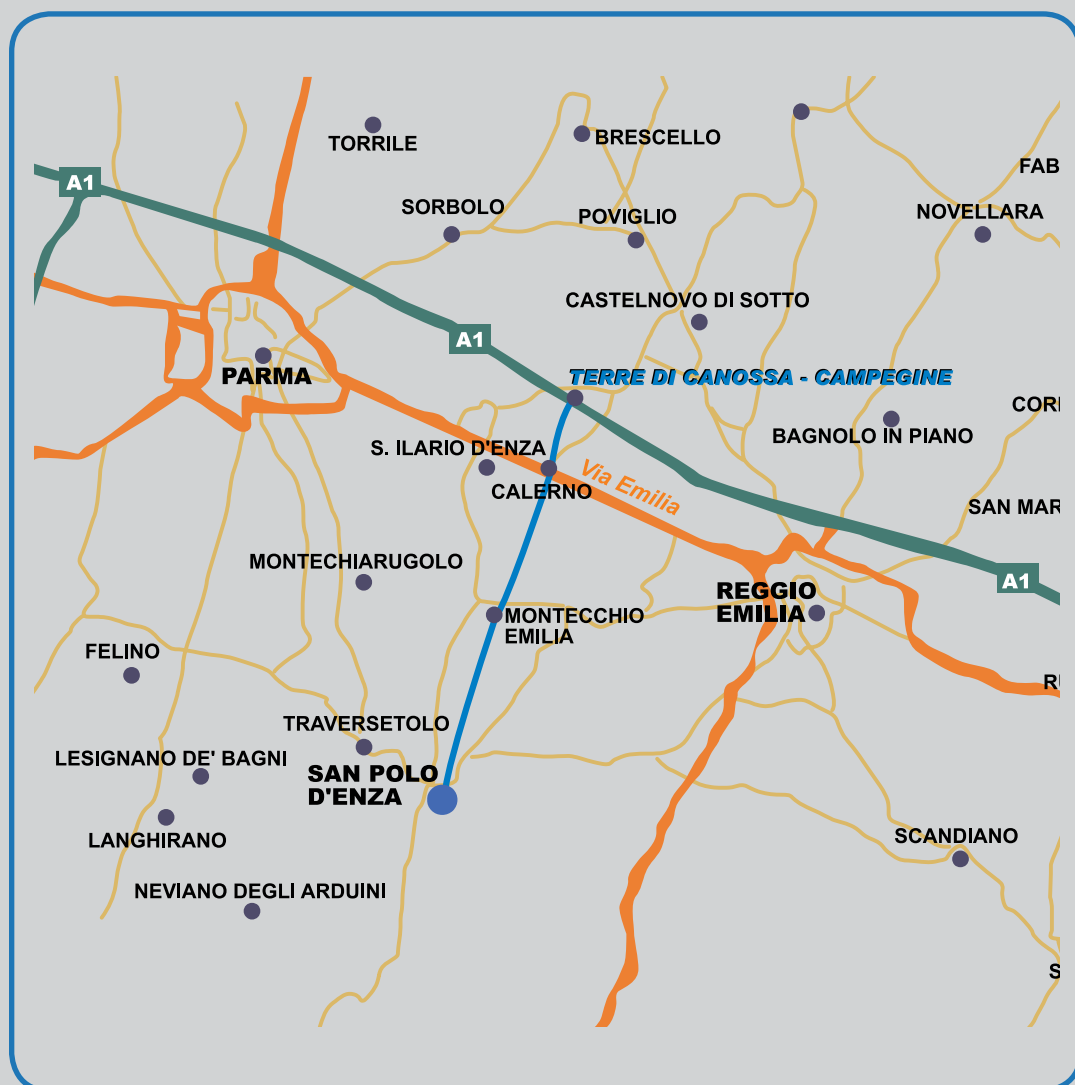 TORRILE
BRESCELLO
FAB
A1
SORBOLO
POVIGLIO
NOVELLARA
CASTELNOVO DI SOTTO
A1
PARMA
TERRE DI CANOSSA - CAMPEGINE
CORI
BAGNOLO IN PIANO
S. ILARIO D'ENZA
Via Emilia
CALERNO
SAN MAR
MONTECHIARUGOLO
A1
REGGIO
EMILIA
MONTECCHIO
EMILIA
FELINO
TRAVERSETOLO
LESIGNANO DE' BAGNI
SAN POLO
D'ENZA
LANGHIRANO
SCANDIANO
NEVIANO DEGLI ARDUINI
S